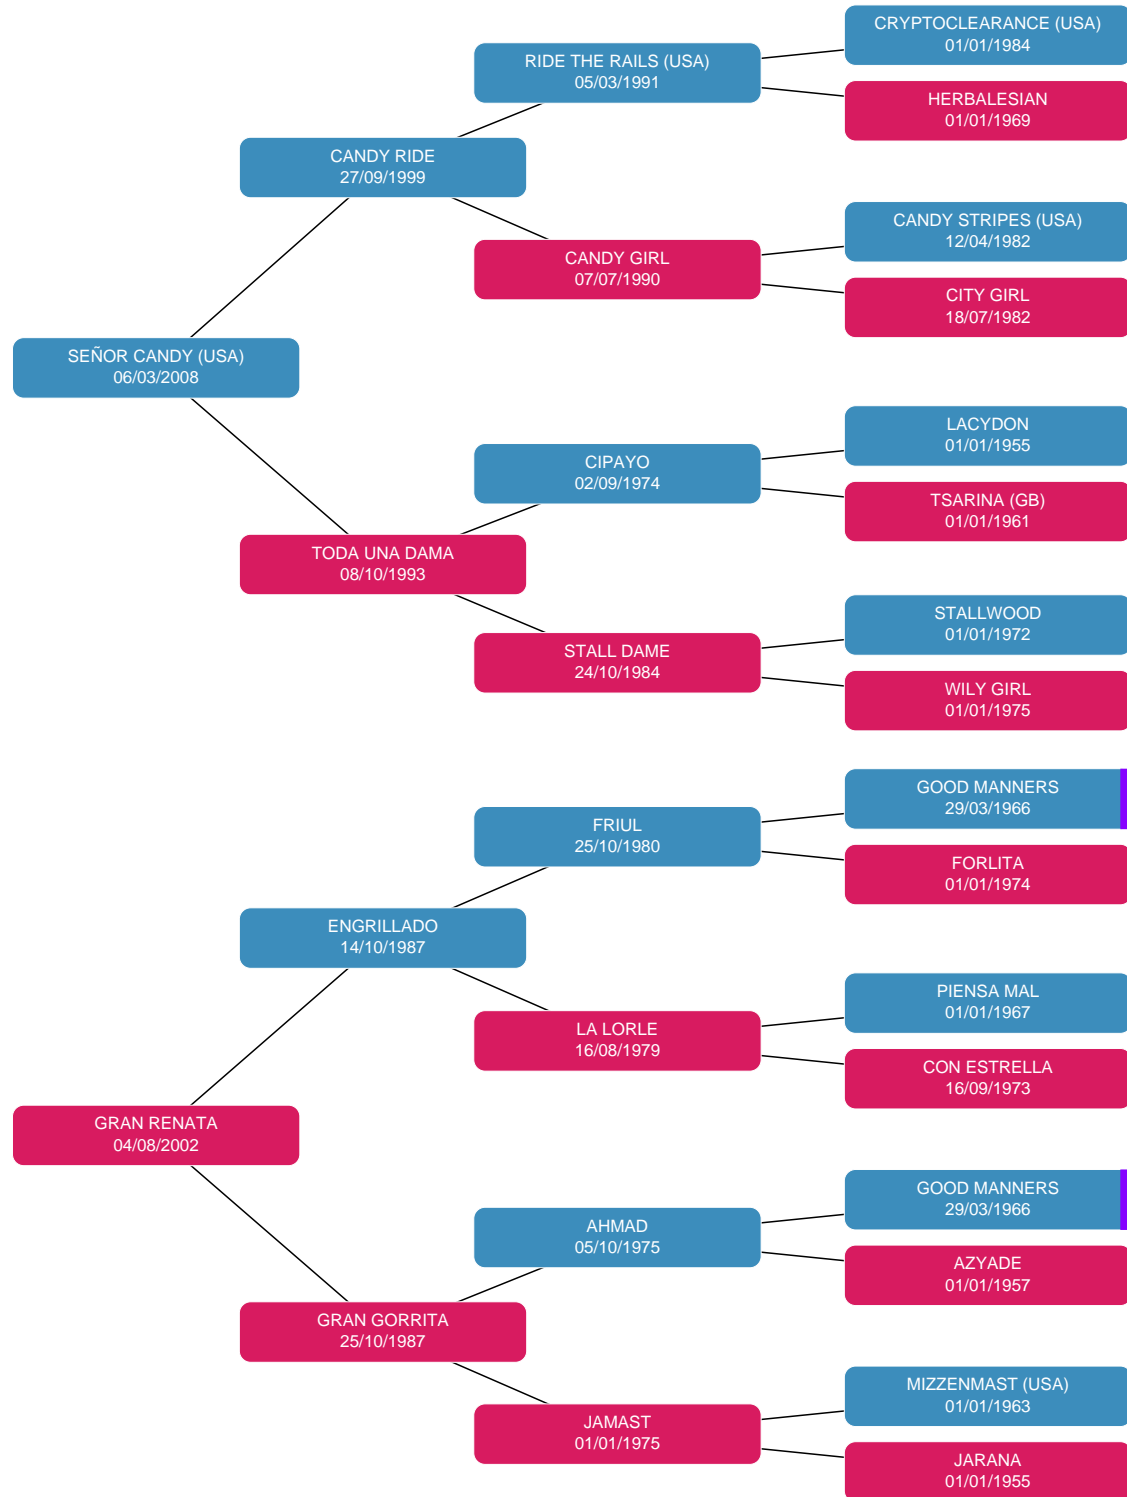 CRYPTOCLEARANCE (USA)
01/01/1984
RIDE THE RAILS (USA)
05/03/1991
HERBALESIAN
01/01/1969
CANDY RIDE
27/09/1999
CANDY STRIPES (USA)
12/04/1982
CANDY GIRL
07/07/1990
CITY GIRL
18/07/1982
SEÑOR CANDY (USA)
06/03/2008
LACYDON
01/01/1955
CIPAYO
02/09/1974
TSARINA (GB)
01/01/1961
TODA UNA DAMA
08/10/1993
STALLWOOD
01/01/1972
STALL DAME
24/10/1984
WILY GIRL
01/01/1975
GOOD MANNERS
29/03/1966
FRIUL
25/10/1980
FORLITA
01/01/1974
ENGRILLADO
14/10/1987
PIENSA MAL
01/01/1967
LA LORLE
16/08/1979
CON ESTRELLA
16/09/1973
GRAN RENATA
04/08/2002
GOOD MANNERS
29/03/1966
AHMAD
05/10/1975
AZYADE
01/01/1957
GRAN GORRITA
25/10/1987
MIZZENMAST (USA)
01/01/1963
JAMAST
01/01/1975
JARANA
01/01/1955